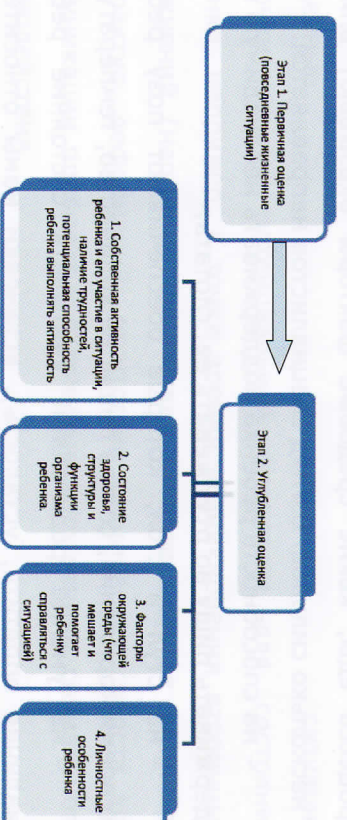 Этап 1. Первичная оценка
(повседневные жизненные
ситуации)
Этап 2. Углубленная оценка
1. Собственная активность
ребенка и его участие в ситуации,
наличие трудностей,
потенциальная способность
ребенка выполнять активность
2. Состояние
здоровья,
структуры и
функции
организма
ребенка.
3. Факторы
окружающей
среды (что
мешает и
помогает
ребенку
справляться с
ситуацией)
4. Личностные
особенности
ребенка